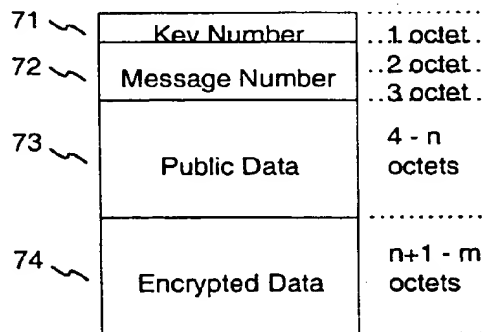 71
Key Number
1 octet
72
Message Number
2 octet
3 octet
73
Public Data
4 - n
octets
74
Encrypted Data
n+1 - m
octets